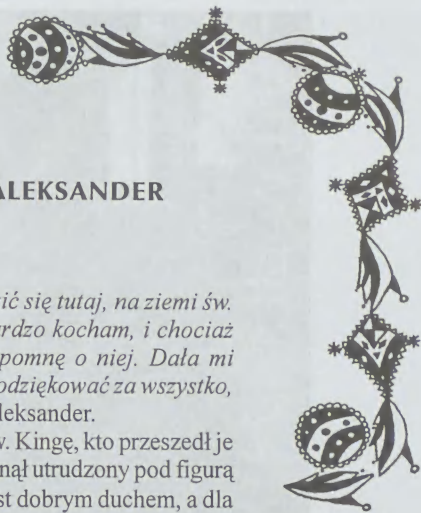 ALEKSANDER
ić się tutaj, na ziemi św.
ardzo kocham, i chociaż
pomnę o niej. Dała mi
odziękować za wszystko,
leksander.
w. Kingę, kto przeszedł je
nął utrudzony pod figurą
st dobrym duchem, a dla